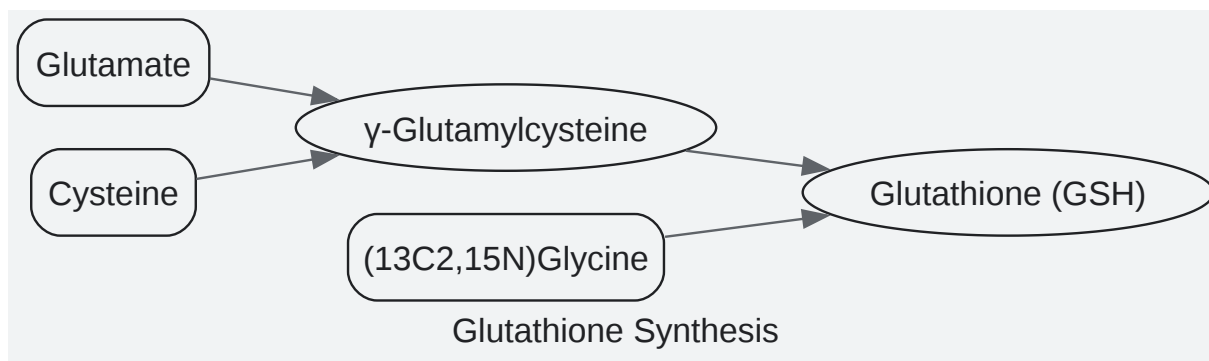 Glutamate
γ-Glutamylcysteine
Cysteine
Glutathione (GSH)
(13C2,15N)Glycine
Glutathione Synthesis